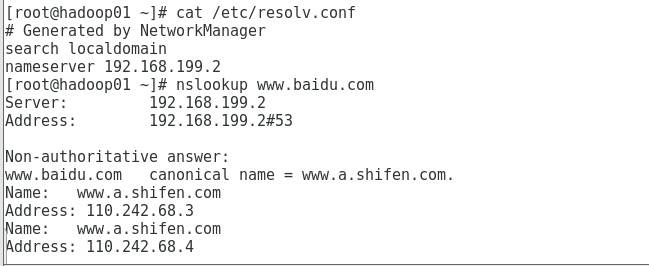 [root@hadoop01 ~]# cat /etc/resolv.conf
# Generated by NetworkManager
search localdomain
nameserver 192.168.199.2
[root@hadoop01 ~]# nslookup www.baidu.com
Server:         192.168.199.2
Address:        192.168.199.2#53

Non-authoritative answer:
www.baidu.com   canonical name = www.a.shifen.com.
Name:   www.a.shifen.com
Address: 110.242.68.3
Name:   www.a.shifen.com
Address: 110.242.68.4